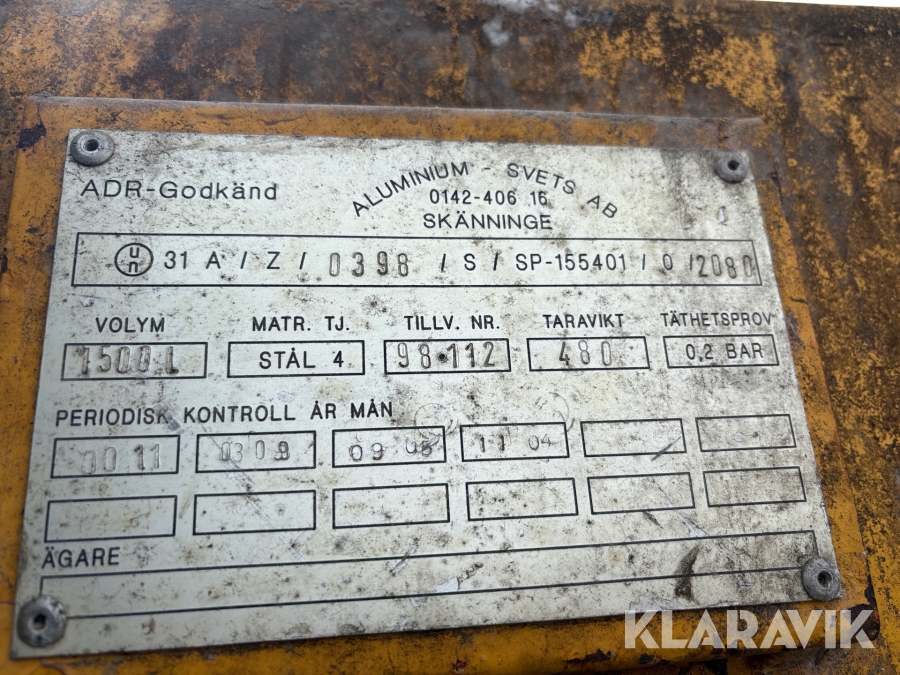 ADR-Godkänd
ALUMINIUM - SVETS AB
0142-406 16
SKÄNNINGE
un 31 A / Z / 0398 / S / SP-155401 / 0 / 2080
VOLYM MATR. TJ. TILLV. NR. TARAVIKT TÄTHETSPROV
1500 L STÅL 4 98•112 480 0,2 BAR
PERIODISK KONTROLL ÅR MÅN
00 11 03 09 09 11 04
ÄGARE
KLARAVIK